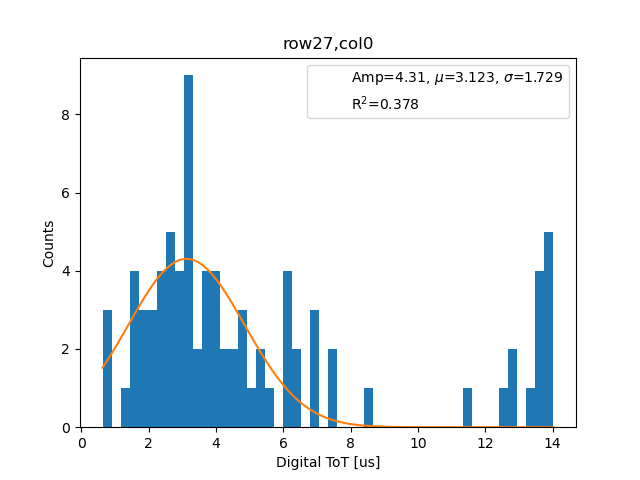 row27,col0
Amp=4.31, μ=3.123, σ=1.729
R²=0.378
Counts
8
6
4
2
0
0 2 4 6 8 10 12 14
Digital ToT [us]